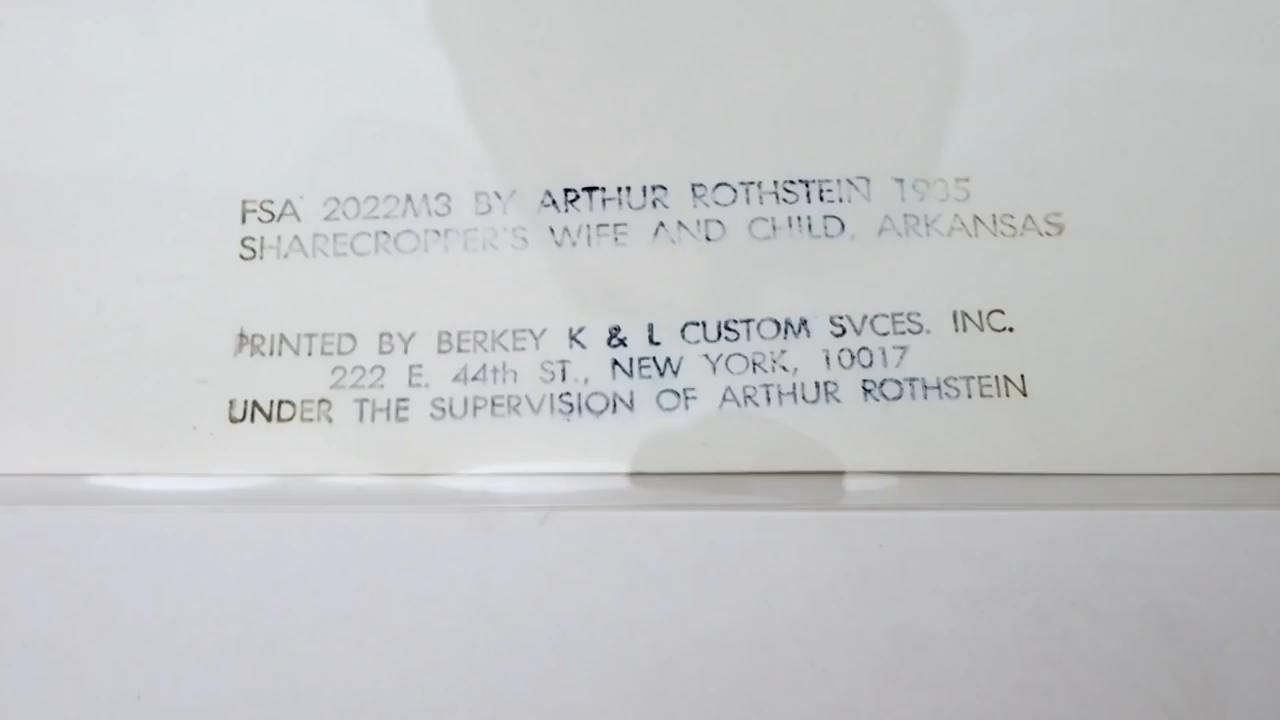 FSA 2022M3 BY ARTHUR ROTHSTEIN 1935
SHARECROPPER'S WIFE AND CHILD, ARKANSAS
PRINTED BY BERKEY K & L CUSTOM SVCES. INC.
222 E. 44th ST., NEW YORK, 10017
UNDER THE SUPERVISION OF ARTHUR ROTHSTEIN